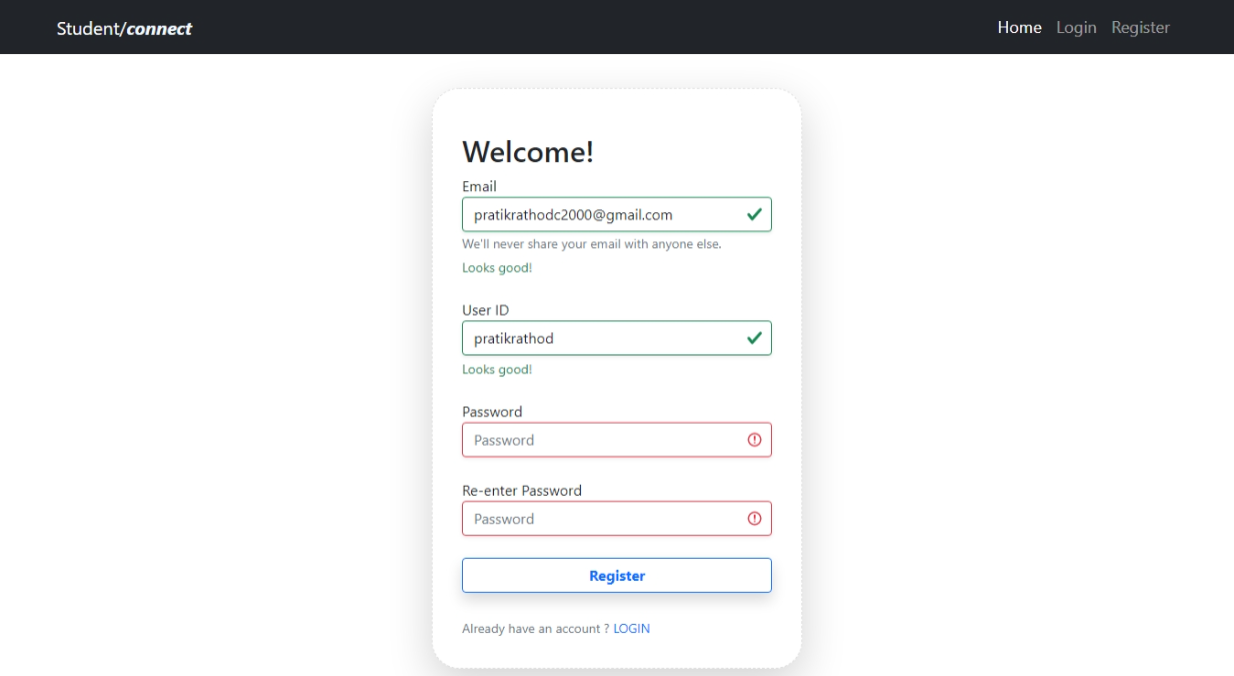 Student/connect Home Login Register
Welcome!
Email
pratikrathodc2000@gmail.com
We'll never share your email with anyone else.
Looks good!
User ID
pratikrathod
Looks good!
Password
Password
Re-enter Password
Password
Register
Already have an account ? LOGIN